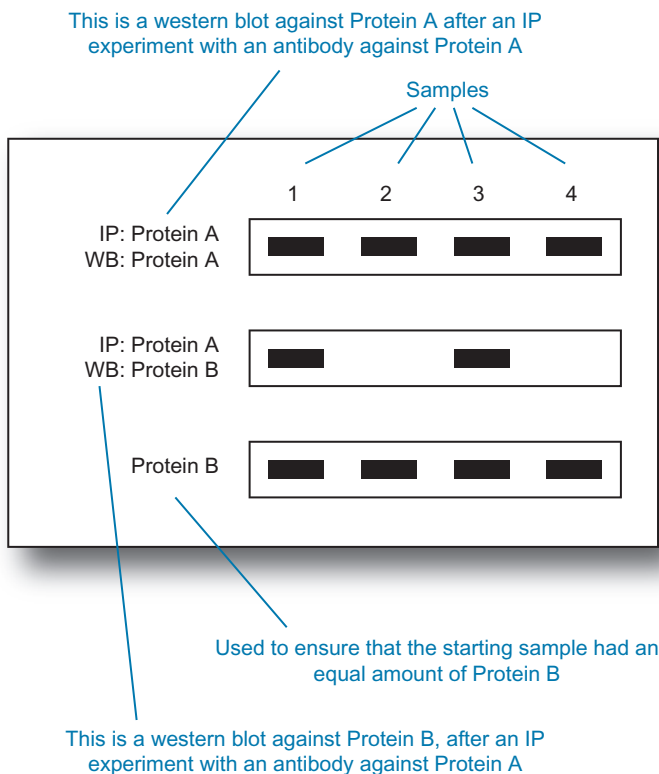 This is a western blot against Protein A after an IP
experiment with an antibody against Protein A
Samples
1 2 3 4
IP: Protein A
WB: Protein A
IP: Protein A
WB: Protein B
Protein B
Used to ensure that the starting sample had an
equal amount of Protein B
This is a western blot against Protein B, after an IP
experiment with an antibody against Protein A